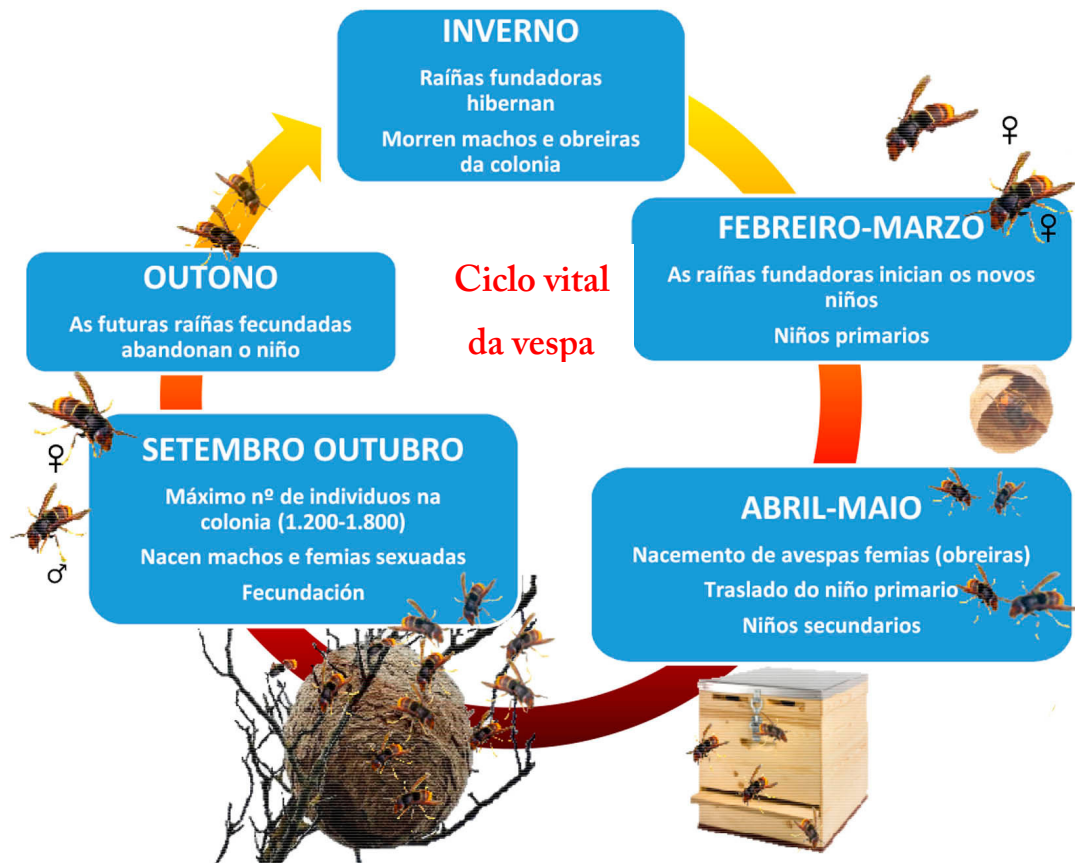 INVERNO
Raíñas fundadoras
hibernan
Morren machos e obreiras
da colonia
♀
♀
FEBREIRO-MARZO
As raíñas fundadoras inician os novos
niños
Niños primarios
Ciclo vital
da vespa
OUTONO
As futuras raíñas fecundadas
abandonan o niño
ABRIL-MAIO
Nacemento de avespas femias (obreiras)
Traslado do niño primario
Niños secundarios
♀
♂
SETEMBRO OUTUBRO
Máximo nº de individuos na
colonia (1.200-1.800)
Nacen machos e femias sexuadas
Fecundación